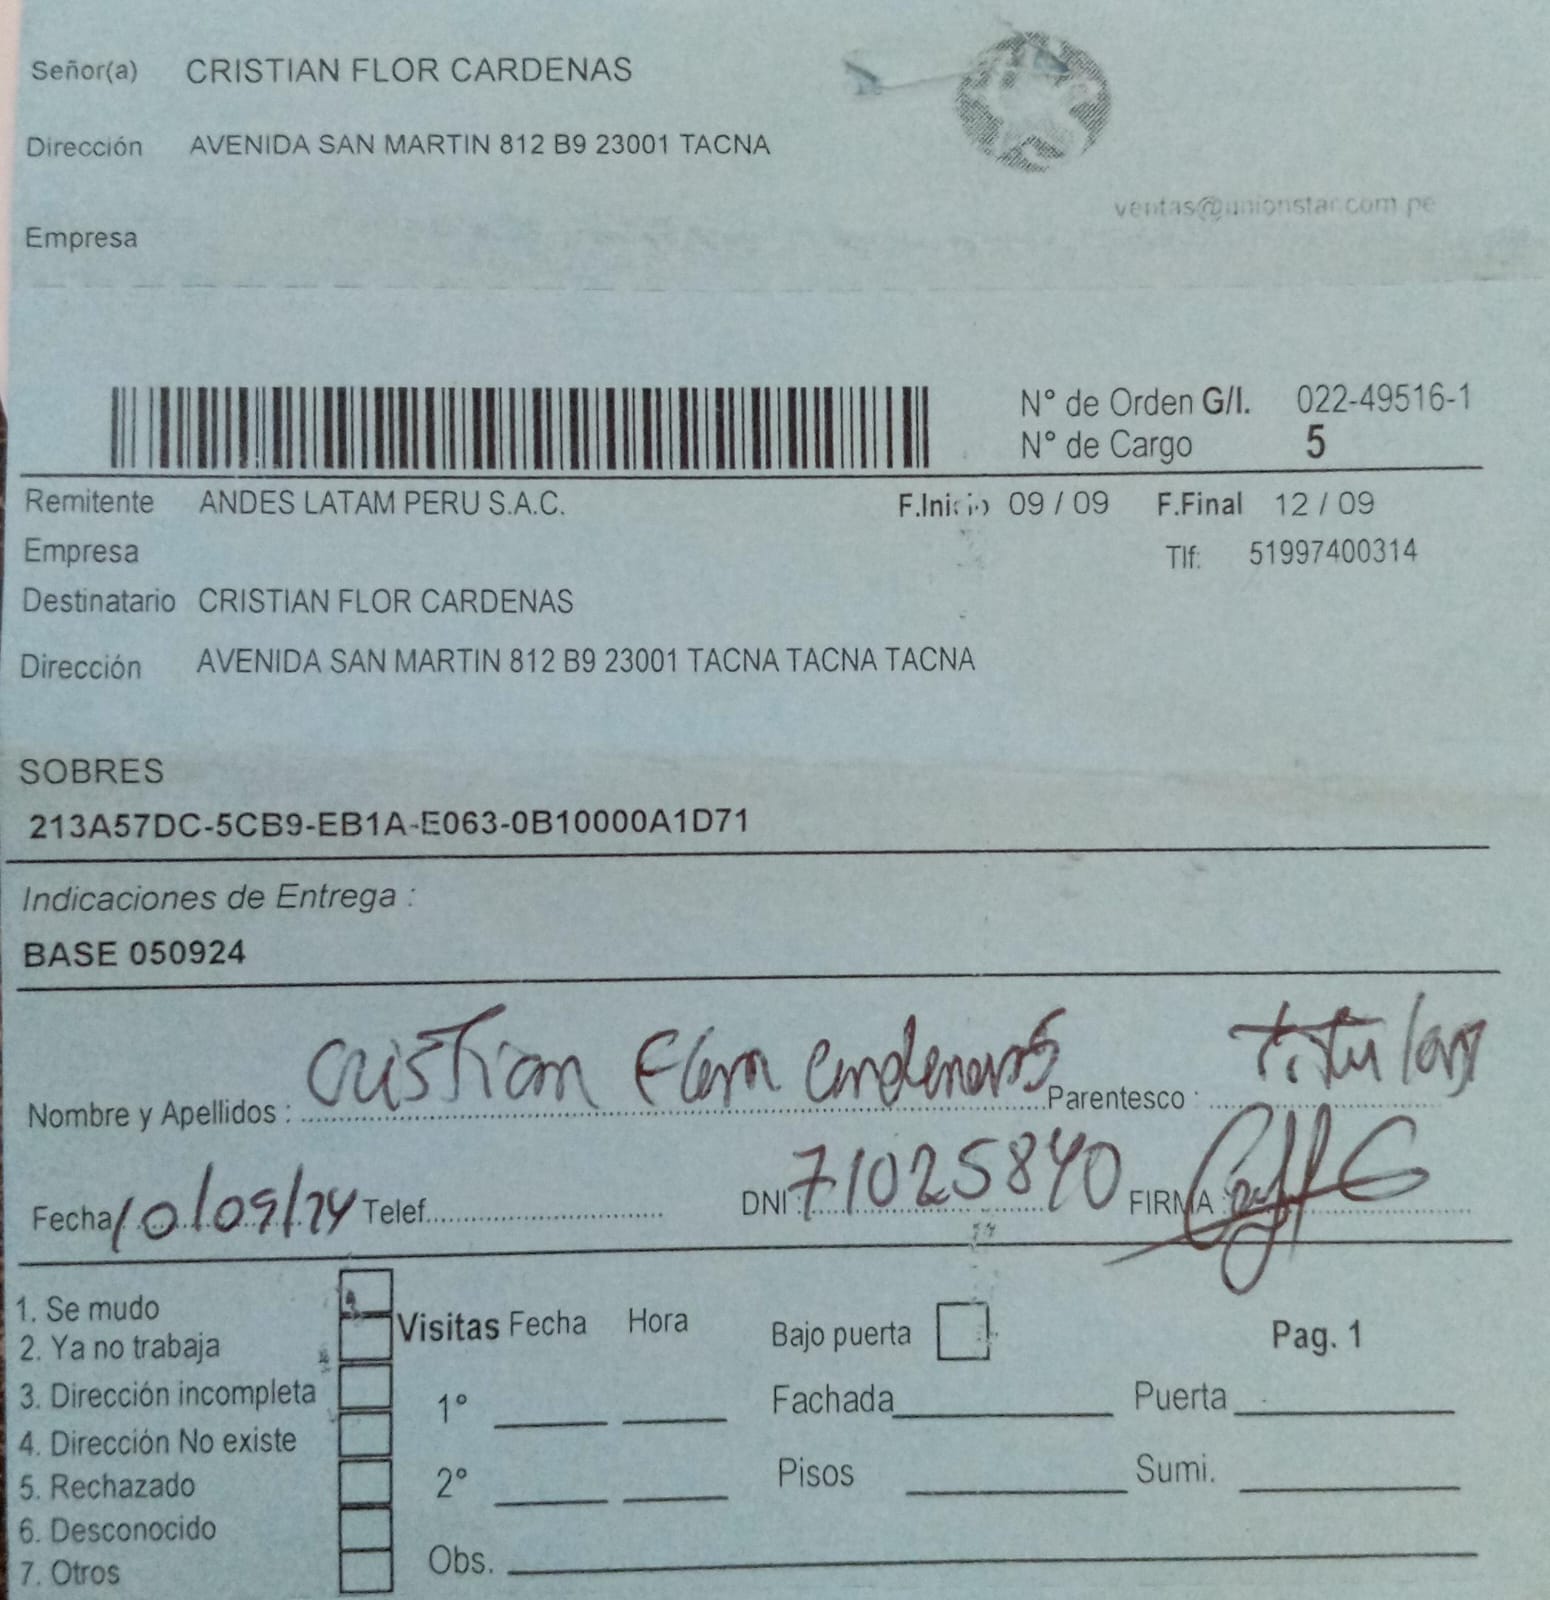 Señor(a) CRISTIAN FLOR CARDENAS
Dirección AVENIDA SAN MARTIN 812 B9 23001 TACNA
ventas@unionstar.com.pe
Empresa
N° de Orden G/I. 022-49516-1
N° de Cargo 5
Remitente ANDES LATAM PERU S.A.C. F.Inicio 09 / 09 F.Final 12 / 09
Empresa Tlf: 51997400314
Destinatario CRISTIAN FLOR CARDENAS
Dirección AVENIDA SAN MARTIN 812 B9 23001 TACNA TACNA TACNA
SOBRES
213A57DC-5CB9-EB1A-E063-0B10000A1D71
Indicaciones de Entrega :
BASE 050924
Nombre y Apellidos : Cristian Flor Cardenas Parentesco : titular
Fecha 10/09/24 Telef. DNI : 71025840 FIRMA :
1. Se mudo
2. Ya no trabaja
3. Dirección incompleta
4. Dirección No existe
5. Rechazado
6. Desconocido
7. Otros
Visitas Fecha Hora
1°
2°
Obs.
Bajo puerta Pag. 1
Fachada Puerta
Pisos Sumi.